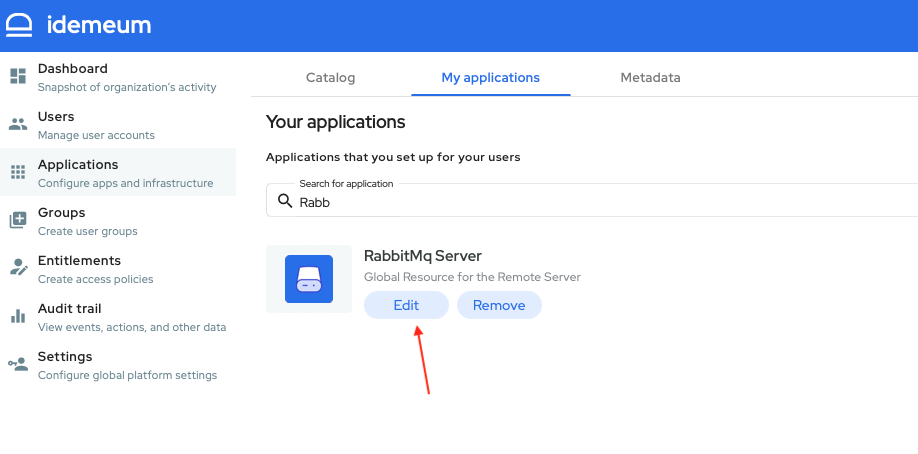 idemeum
Dashboard
Snapshot of organization's activity
Users
Manage user accounts
Applications
Configure apps and infrastructure
Groups
Create user groups
Entitlements
Create access policies
Audit trail
View events, actions, and other data
Settings
Configure global platform settings
Catalog
My applications
Metadata
Your applications
Applications that you set up for your users
Search for application
Rabb
RabbitMq Server
Global Resource for the Remote Server
Edit
Remove